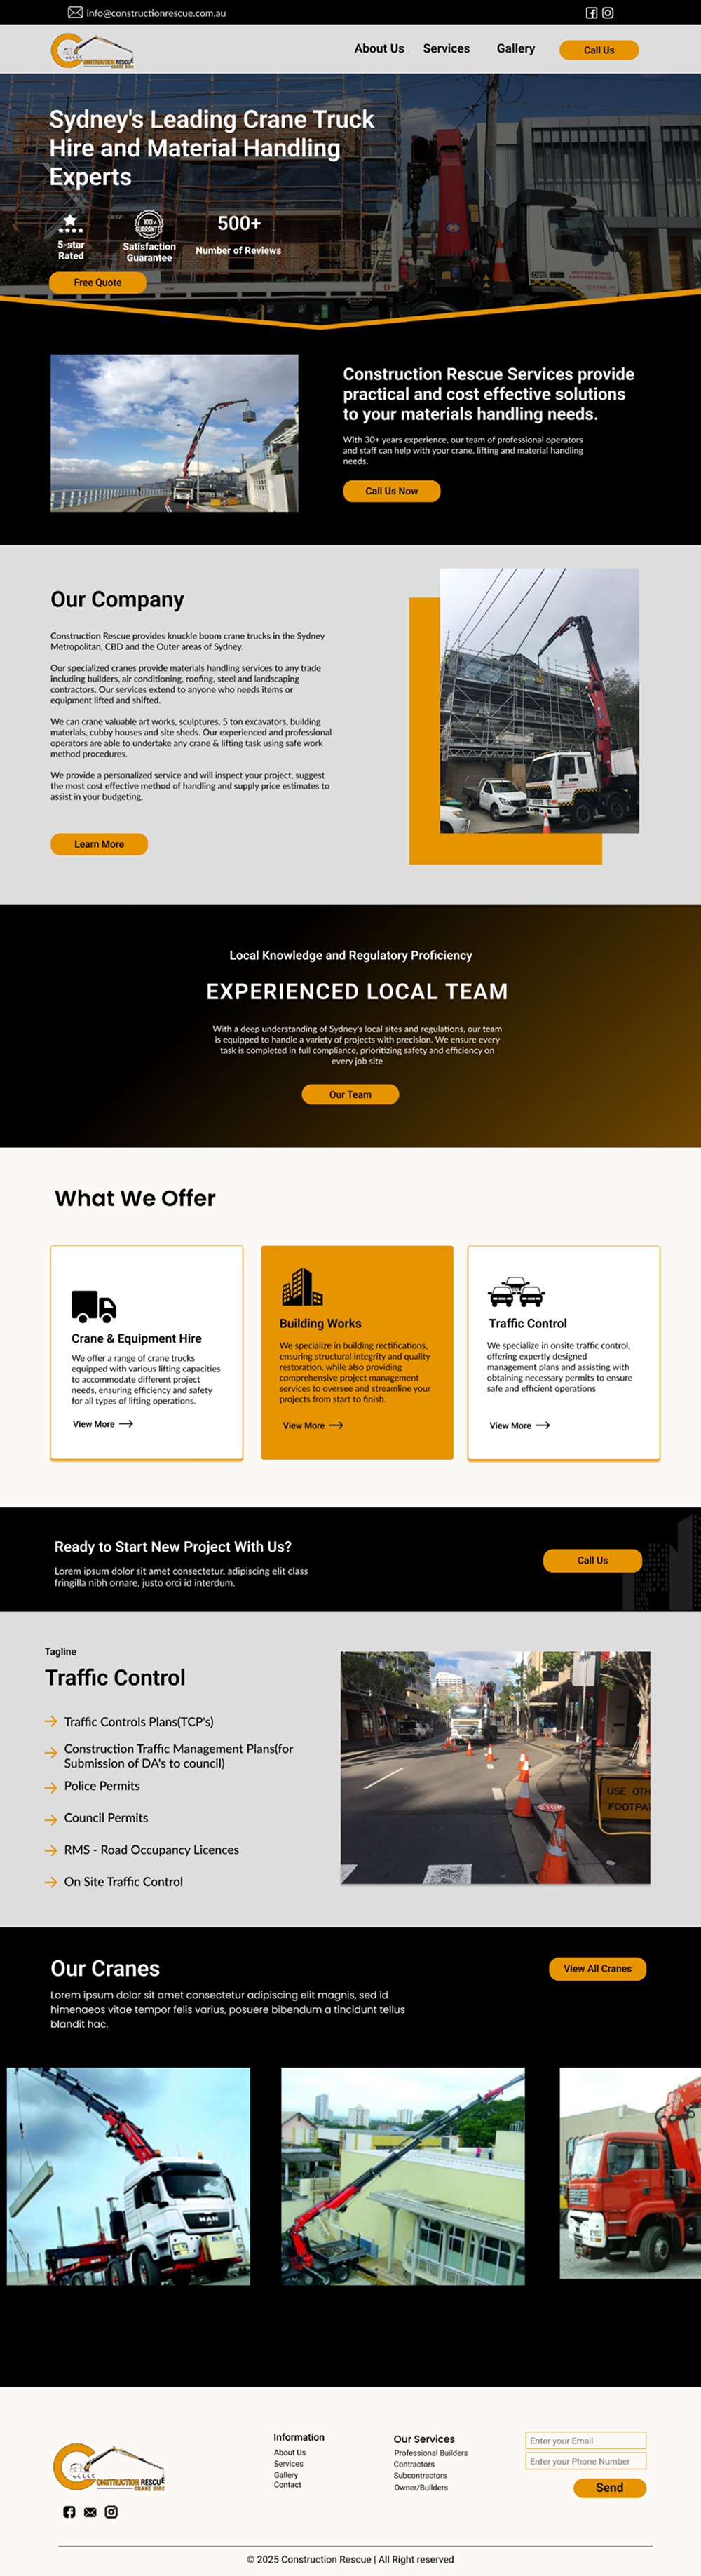 info@constructionrescue.com.au
CONSTRUCTION RESCUE
CRANE HIRE
About Us
Services
Gallery
Call Us
Sydney's Leading Crane Truck
Hire and Material Handling
Experts
5-star
Rated
100%
GUARANTEE
Satisfaction
Guarantee
500+
Number of Reviews
Free Quote
Construction Rescue Services provide
practical and cost effective solutions
to your materials handling needs.
With 30+ years experience, our team of professional operators
and staff can help with your crane, lifting and material handling
needs.
Call Us Now
Our Company
Construction Rescue provides knuckle boom crane trucks in the Sydney
Metropolitan, CBD and the Outer areas of Sydney.
Our specialized cranes provide materials handling services to any trade
including builders, air conditioning, roofing, steel and landscaping
contractors. Our services extend to anyone who needs items or
equipment lifted and shifted.
We can crane valuable art works, sculptures, 5 ton excavators, building
materials, cubby houses and site sheds. Our experienced and professional
operators are able to undertake any crane & lifting task using safe work
method procedures.
We provide a personalized service and will inspect your project, suggest
the most cost effective method of handling and supply price estimates to
assist in your budgeting.
Learn More
Local Knowledge and Regulatory Proficiency
EXPERIENCED LOCAL TEAM
With a deep understanding of Sydney's local sites and regulations, our team
is equipped to handle a variety of projects with precision. We ensure every
task is completed in full compliance, prioritizing safety and efficiency on
every job site
Our Team
What We Offer
Crane & Equipment Hire
We offer a range of crane trucks
equipped with various lifting capacities
to accommodate different project
needs, ensuring efficiency and safety
for all types of lifting operations.
View More
Building Works
We specialize in building rectifications,
ensuring structural integrity and quality
restoration, while also providing
comprehensive project management
services to oversee and streamline your
projects from start to finish.
View More
Traffic Control
We specialize in onsite traffic control,
offering expertly designed
management plans and assisting with
obtaining necessary permits to ensure
safe and efficient operations
View More
Ready to Start New Project With Us?
Lorem ipsum dolor sit amet consectetur, adipiscing elit class
fringilla nibh ornare, justo orci id interdum.
Call Us
Tagline
Traffic Control
Traffic Controls Plans(TCP's)
Construction Traffic Management Plans(for
Submission of DA's to council)
Police Permits
Council Permits
RMS - Road Occupancy Licences
On Site Traffic Control
STOP
USE OTH
FOOTPA
Our Cranes
View All Cranes
Lorem ipsum dolor sit amet consectetur adipiscing elit magnis, sed id
himenaeos vitae tempor felis varius, posuere bibendum a tincidunt tellus
blandit hac.
MAN
CONSTRUCTION RESCUE
CRANE HIRE
Information
About Us
Services
Gallery
Contact
Our Services
Professional Builders
Contractors
Subcontractors
Owner/Builders
Enter your Email
Enter your Phone Number
Send
© 2025 Construction Rescue | All Right reserved